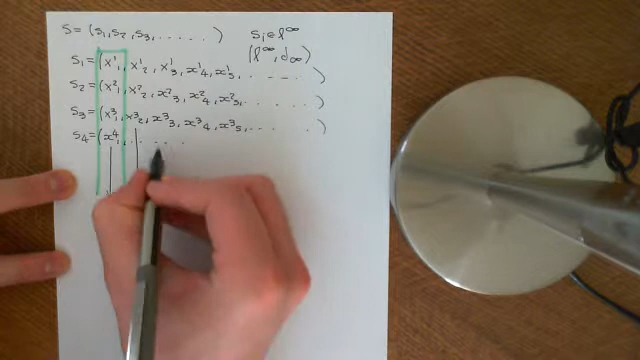 S = (s₁, s₂, s₃, . . . . . ) sᵢ ∈ ℓ^∞
(ℓ^∞, d_∞)
s₁ = (x¹₁, x¹₂, x¹₃, x¹₄, x¹₅, . . . . . )
s₂ = (x²₁, x²₂, x²₃, x²₄, x²₅, . . . . )
s₃ = (x³₁, x³₂, x³₃, x³₄, x³₅, . . . . . )
s₄ = (x⁴₁, . . . . .